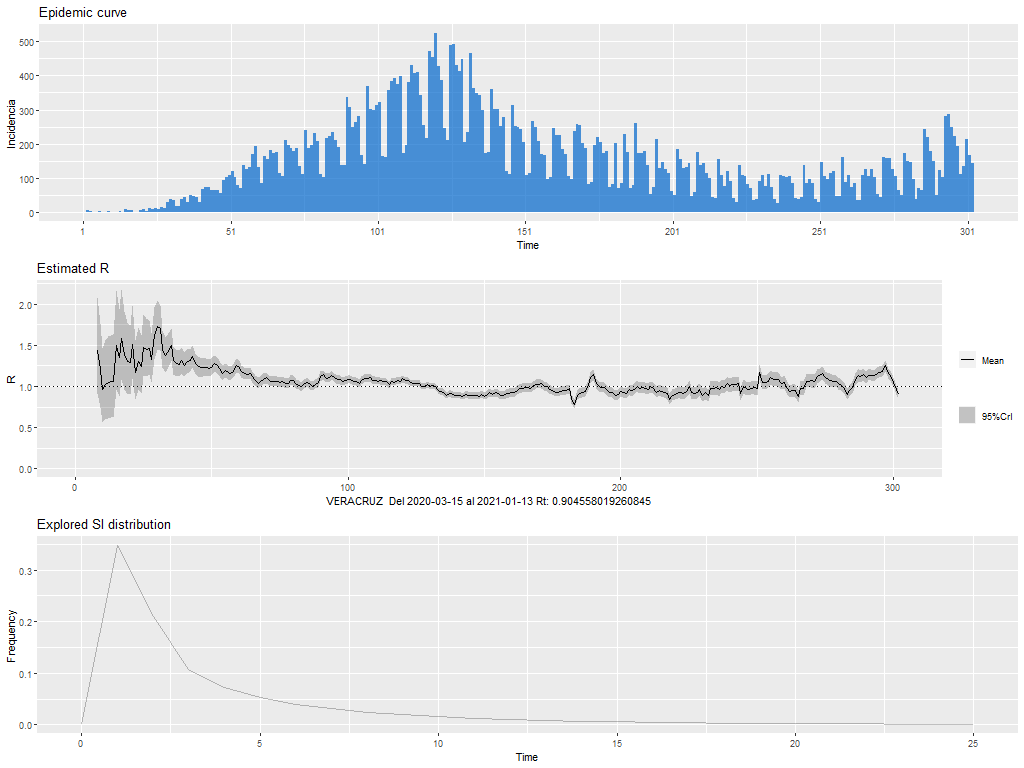 Epidemic curve
Incidencia
500
400
300
200
100
0
1
51
101
151
201
251
301
Time
Estimated R
R
2.0
1.5
1.0
0.5
0.0
0
100
200
300
VERACRUZ Del 2020-03-15 al 2021-01-13 Rt: 0.904558019260845
Mean
95%CrI
Explored SI distribution
Frequency
0.3
0.2
0.1
0.0
0
5
10
15
20
25
Time